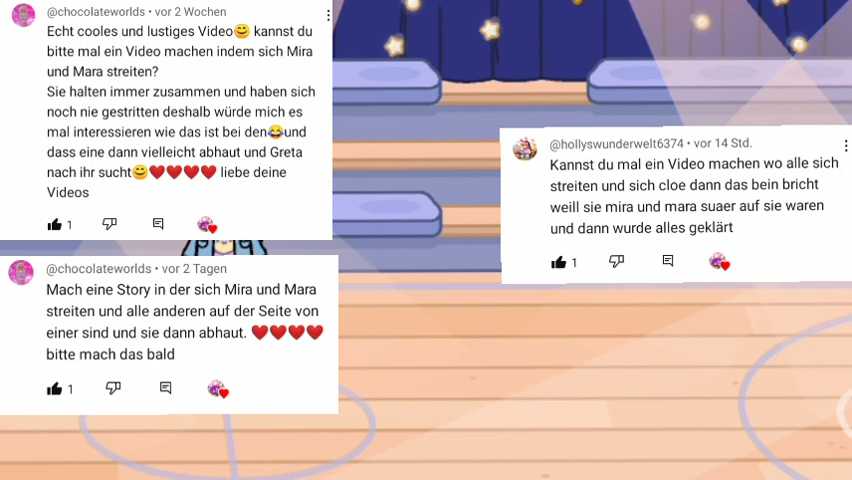 @chocolateworlds • vor 2 Wochen
Echt cooles und lustiges Video😊 kannst du
bitte mal ein Video machen indem sich Mira
und Mara streiten?
Sie halten immer zusammen und haben sich
noch nie gestritten deshalb würde mich es
mal interessieren wie das ist bei den😂und
dass eine dann vielleicht abhaut und Greta
nach ihr sucht😊❤️❤️❤️❤️ liebe deine
Videos
1
@chocolateworlds • vor 2 Tagen
Mach eine Story in der sich Mira und Mara
streiten und alle anderen auf der Seite von
einer sind und sie dann abhaut. ❤️❤️❤️❤️
bitte mach das bald
1
@hollyswunderwelt6374 • vor 14 Std.
Kannst du mal ein Video machen wo alle sich
streiten und sich cloe dann das bein bricht
weill sie mira und mara suaer auf sie waren
und dann wurde alles geklärt
1